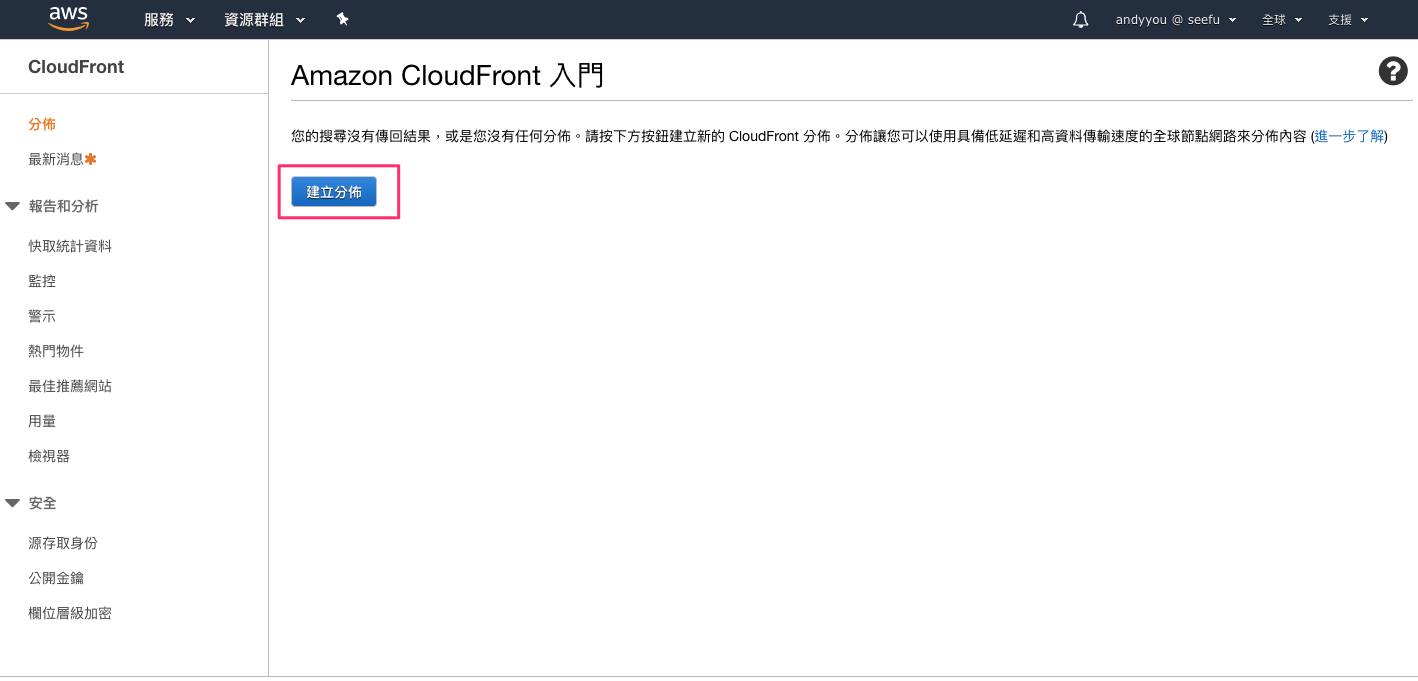 aws 服務 資源群組 andyyou @ seefu 全球 支援
CloudFront
分佈
最新消息✱
報告和分析
快取統計資料
監控
警示
熱門物件
最佳推薦網站
用量
檢視器
安全
源存取身份
公開金鑰
欄位層級加密
Amazon CloudFront 入門
您的搜尋沒有傳回結果，或是您沒有任何分佈。請按下方按鈕建立新的 CloudFront 分佈。分佈讓您可以使用具備低延遲和高資料傳輸速度的全球節點網路來分佈內容 (進一步了解)
建立分佈